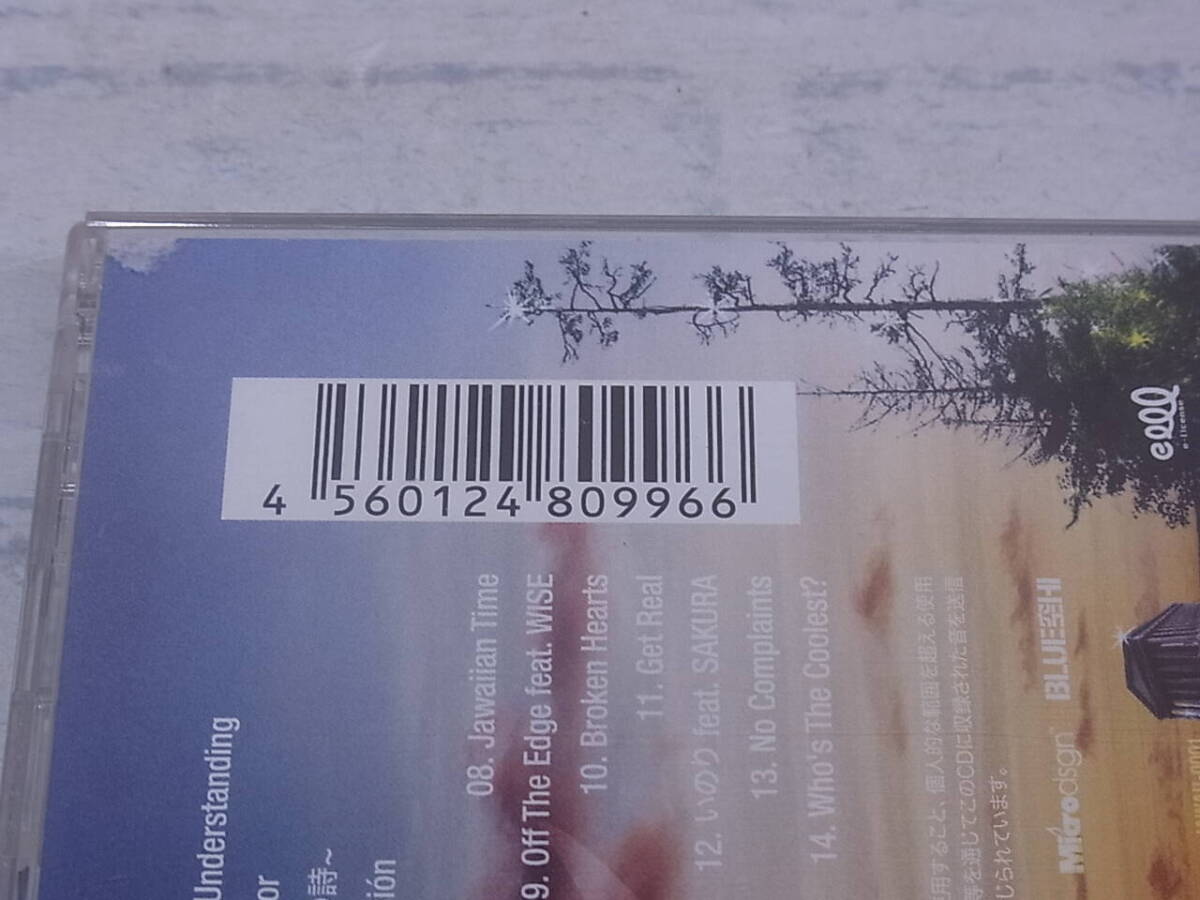 4 560124 809966
Understanding
or
詩~
ión
08. Jawaiian Time
9. Off The Edge feat. WISE
10. Broken Hearts
11. Get Real
12. いのり feat. SAKURA
13. No Complaints
14. Who's The Coolest?
用すること、個人的な範囲を超える使用
等を通じてこのCDに収録された音を送信
じられています。
Microdsgn
e-license